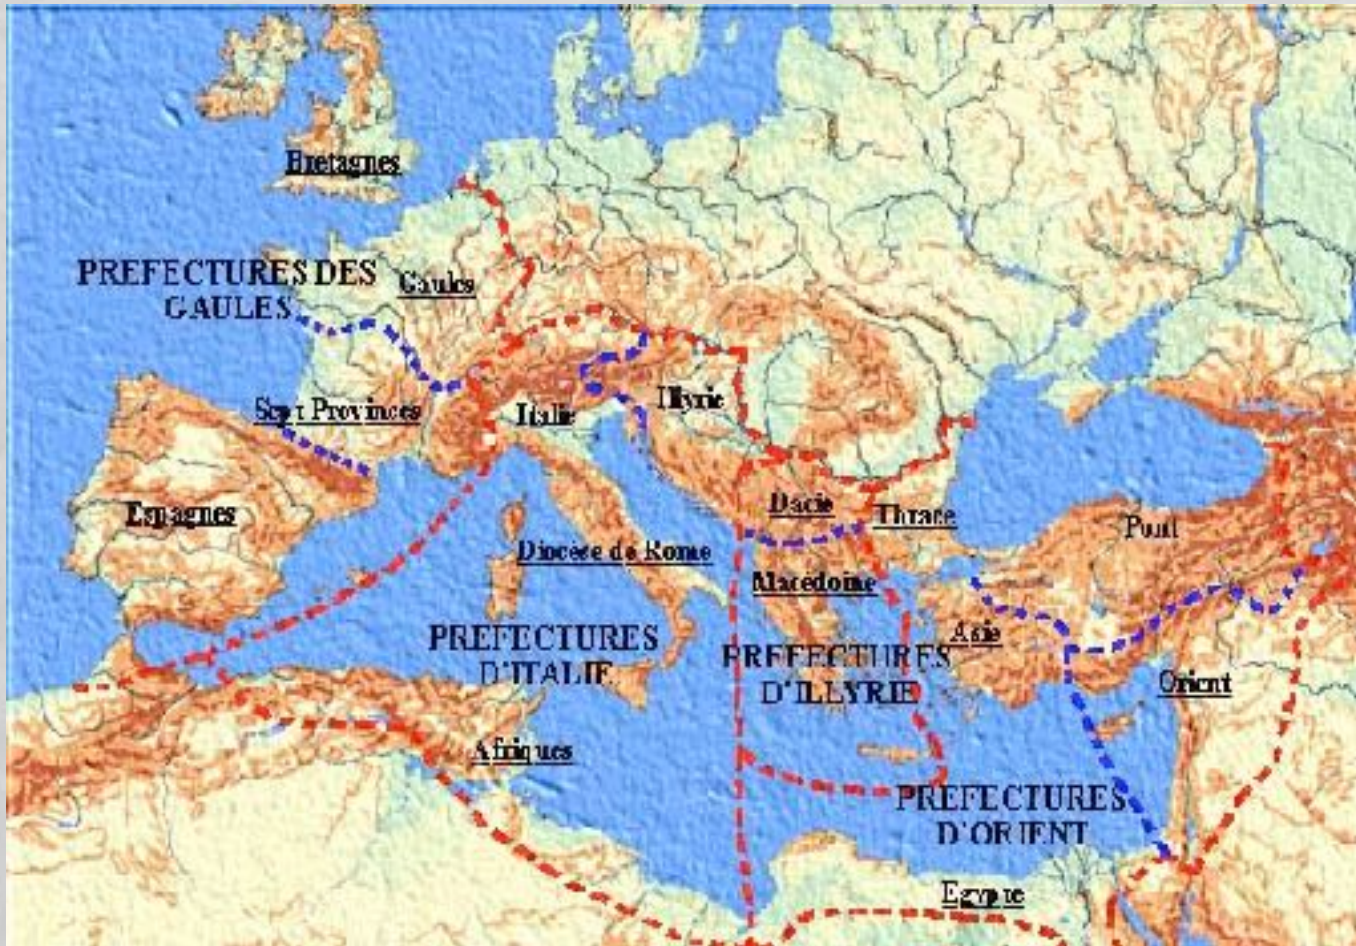 Bretagnes
PREFECTURES DES
GAULES
Gaules
Sept Provinces
Italie
Illyrie
Espagnes
Dacie
Thrace
Pont
Diocèse de Rome
Macédoine
PREFECTURES
D'ITALIE
PREFECTURES
D'ILLYRIE
Asie
Orient
Afriques
PREFECTURES
D'ORIENT
Egypte